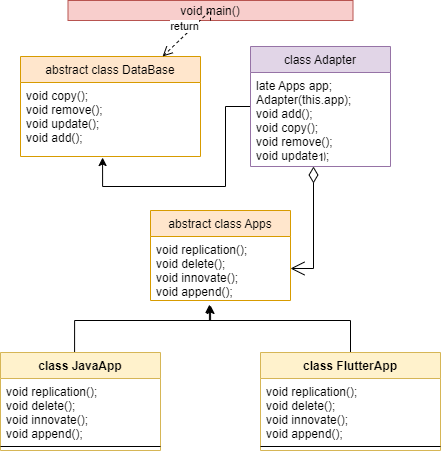 void main()
return
abstract class DataBase
void copy();
void remove();
void update();
void add();
class Adapter
late Apps app;
Adapter(this.app);
void add();
void copy();
void remove();
void update1);
abstract class Apps
void replication();
void delete();
void innovate();
void append();
class JavaApp
void replication();
void delete();
void innovate();
void append();
class FlutterApp
void replication();
void delete();
void innovate();
void append();